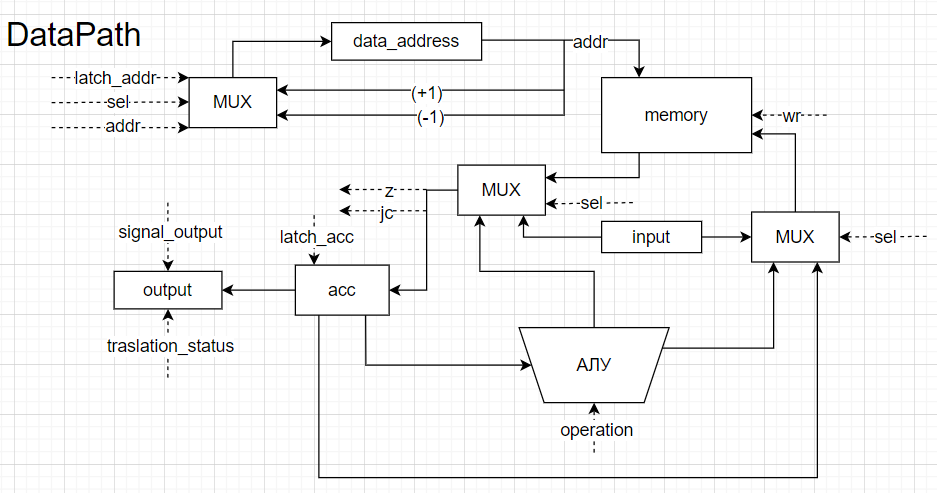 DataPath
data_address
addr
latch_addr
sel
addr
MUX
(+1)
(-1)
memory
wr
MUX
z
jc
sel
signal_output
latch_acc
input
MUX
sel
output
acc
traslation_status
АЛУ
operation